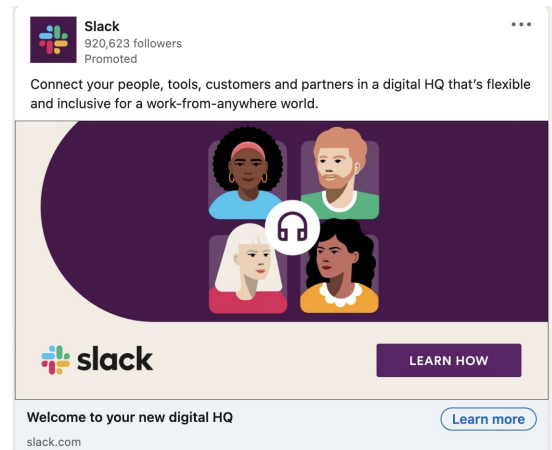 Slack
920,623 followers
Promoted
Connect your people, tools, customers and partners in a digital HQ that's flexible
and inclusive for a work-from-anywhere world.
slack
LEARN HOW
Welcome to your new digital HQ
Learn more
slack.com